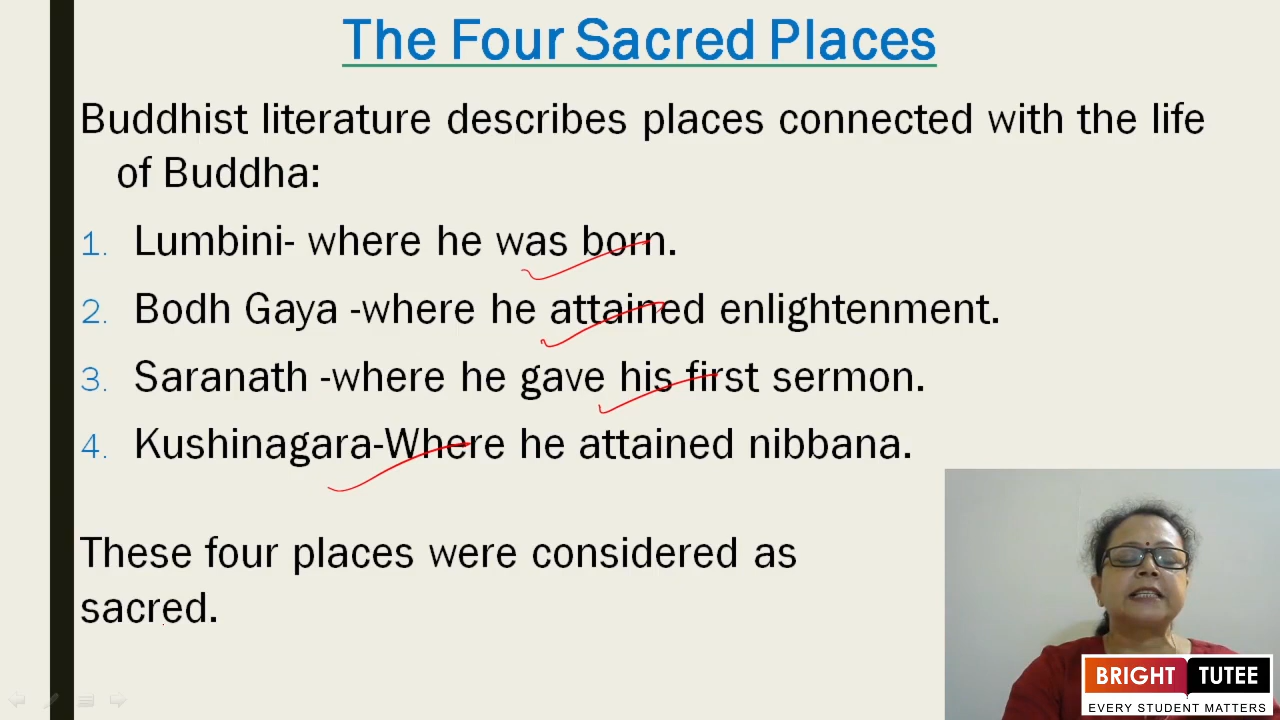 The Four Sacred Places
Buddhist literature describes places connected with the life
of Buddha:
1. Lumbini- where he was born.
2. Bodh Gaya -where he attained enlightenment.
3. Saranath -where he gave his first sermon.
4. Kushinagara-Where he attained nibbana.
These four places were considered as
sacred.
BRIGHT TUTEE
EVERY STUDENT MATTERS